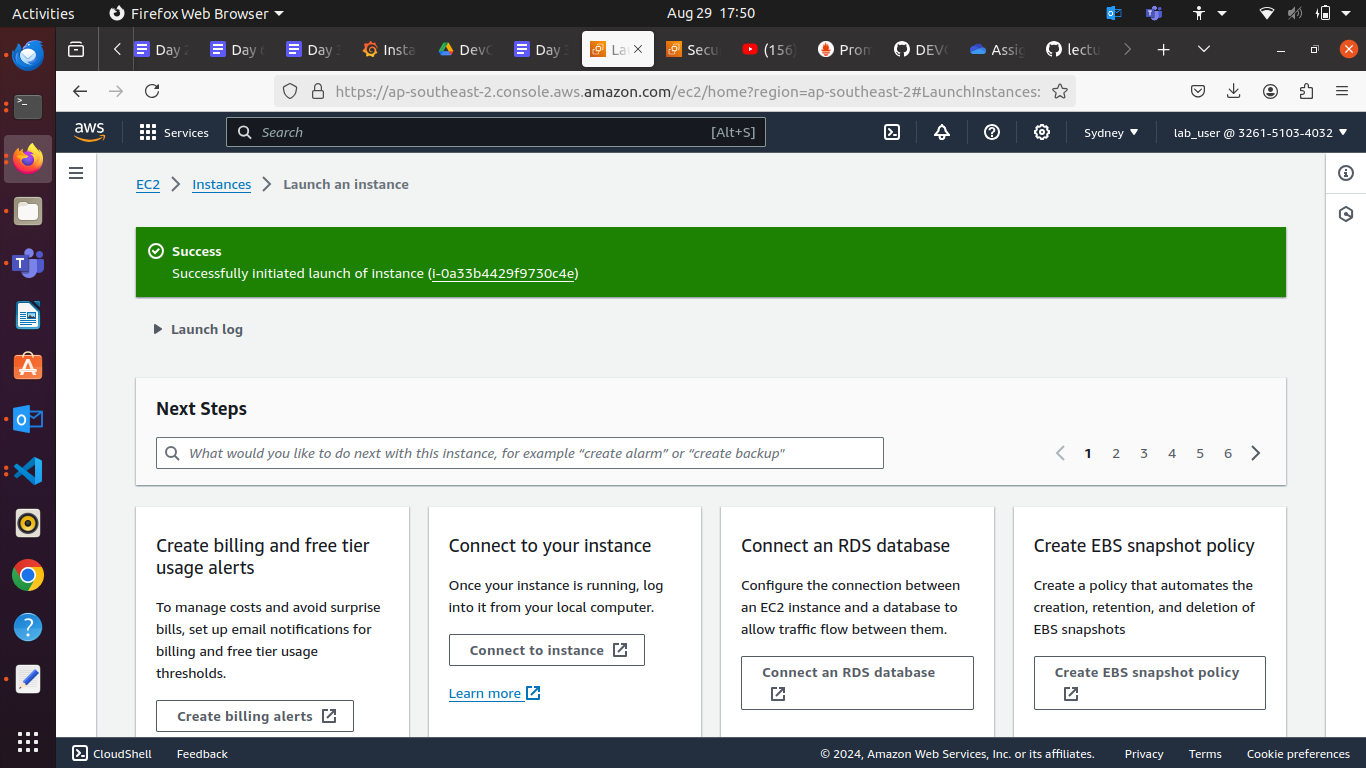 Activities
Firefox Web Browser
Aug 29 17:50
Day
Day
Day
Insta
Day
La
Secu
(156)
Prom
Assig
lectu
https://ap-southeast-2.console.aws.amazon.com/ec2/home?region=ap-southeast-2#LaunchInstances:
aws
Services
Search
[Alt+S]
Sydney
lab_user @ 3261-5103-4032
EC2
Instances
Launch an instance
Success
Successfully initiated launch of instance (i-0a33b4429f9730c4e)
Launch log
Next Steps
What would you like to do next with this instance, for example “create alarm” or “create backup”
1 2 3 4 5 6
Create billing and free tier
usage alerts
To manage costs and avoid surprise
bills, set up email notifications for
billing and free tier usage
thresholds.
Create billing alerts
Connect to your instance
Once your instance is running, log
into it from your local computer.
Connect to instance
Learn more
Connect an RDS database
Configure the connection between
an EC2 instance and a database to
allow traffic flow between them.
Connect an RDS database
Create EBS snapshot policy
Create a policy that automates the
creation, retention, and deletion of
EBS snapshots
Create EBS snapshot policy
CloudShell
Feedback
© 2024, Amazon Web Services, Inc. or its affiliates.
Privacy
Terms
Cookie preferences